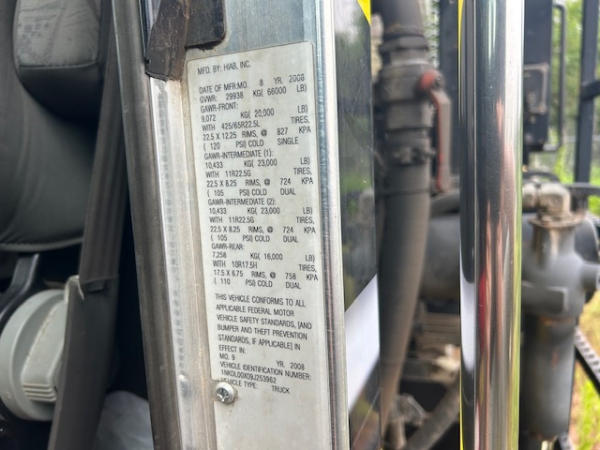 MFD. BY: HIAB, INC.
DATE OF MFG:MO. 8 YR. 2008
GVWR: 29938 KG( 66000 LB)
GAWR-FRONT:
9,072 KG( 20,000 LB)
WITH 425/65R22.5L TIRES,
22.5 X 12.25 RIMS, @ 827 KPA
( 120 PSI) COLD SINGLE
GAWR-INTERMEDIATE (1):
10,433 KG( 23,000 LB)
WITH 11R22.5G TIRES,
22.5 X 8.25 RIMS, @ 724 KPA
( 105 PSI) COLD DUAL
GAWR-INTERMEDIATE (2):
10,433 KG( 23,000 LB)
WITH 11R22.5G TIRES,
22.5 X 8.25 RIMS, @ 724 KPA
( 105 PSI) COLD DUAL
GAWR-REAR:
7,258 KG( 16,000 LB)
WITH 10R17.5H TIRES,
17.5 X 6.75 RIMS, @ 758 KPA
( 110 PSI) COLD DUAL
THIS VEHICLE CONFORMS TO ALL
APPLICABLE FEDERAL MOTOR
VEHICLE SAFETY STANDARDS, [AND
BUMPER AND THEFT PREVENTION
STANDARDS, IF APPLICABLE] IN
EFFECT IN:
MO. 9 YR. 2008
VEHICLE IDENTIFICATION NUMBER:
1NKDL00X09J253962
VEHICLE TYPE: TRUCK